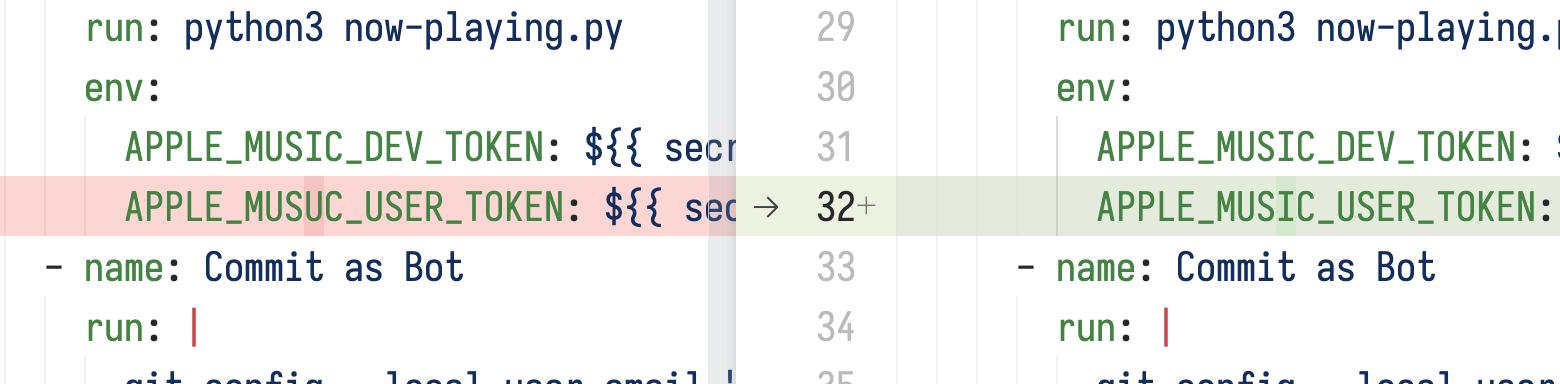 run: python3 now-playing.py
env:
APPLE_MUSIC_DEV_TOKEN: ${{ secr
APPLE_MUSUC_USER_TOKEN: ${{ sec
- name: Commit as Bot
run: |
git config --local user.email
29 run: python3 now-playing.p
30 env:
31 APPLE_MUSIC_DEV_TOKEN: $
→ 32+ APPLE_MUSIC_USER_TOKEN:
33 - name: Commit as Bot
34 run: |
35 git config --local user